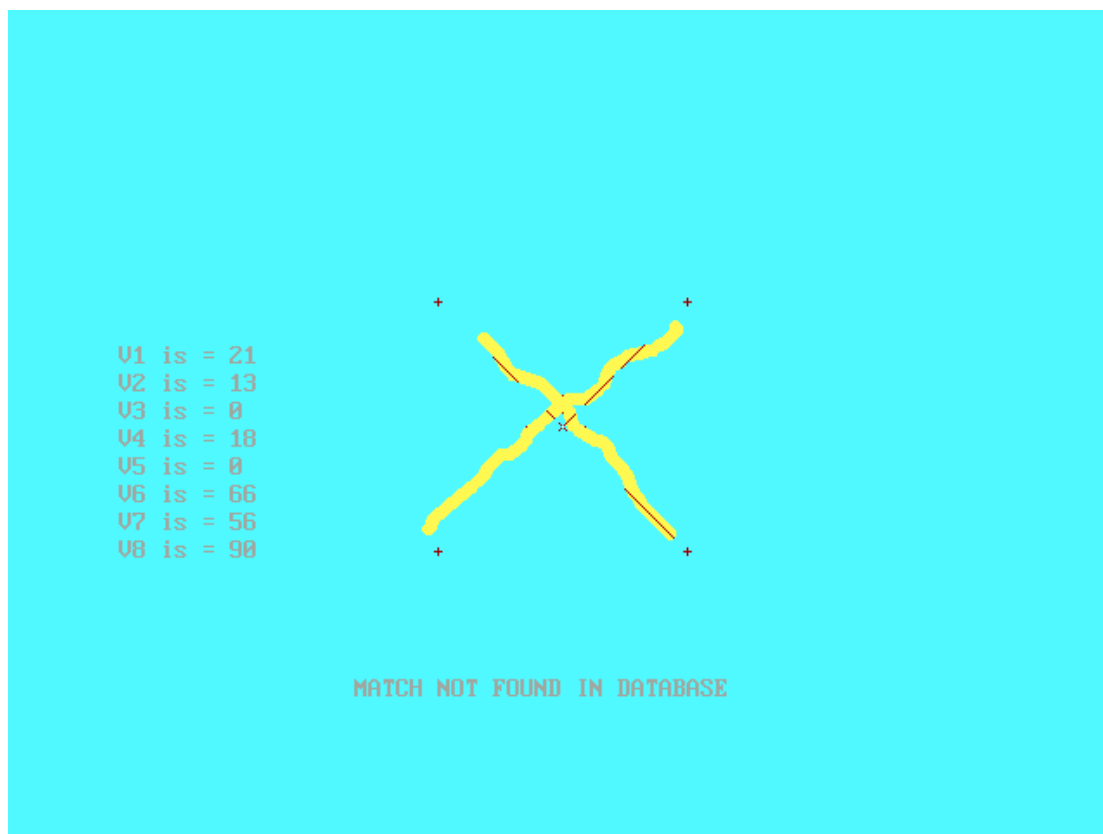 V1 is = 21
V2 is = 13
V3 is = 0
V4 is = 18
V5 is = 0
V6 is = 66
V7 is = 56
V8 is = 90
MATCH NOT FOUND IN DATABASE